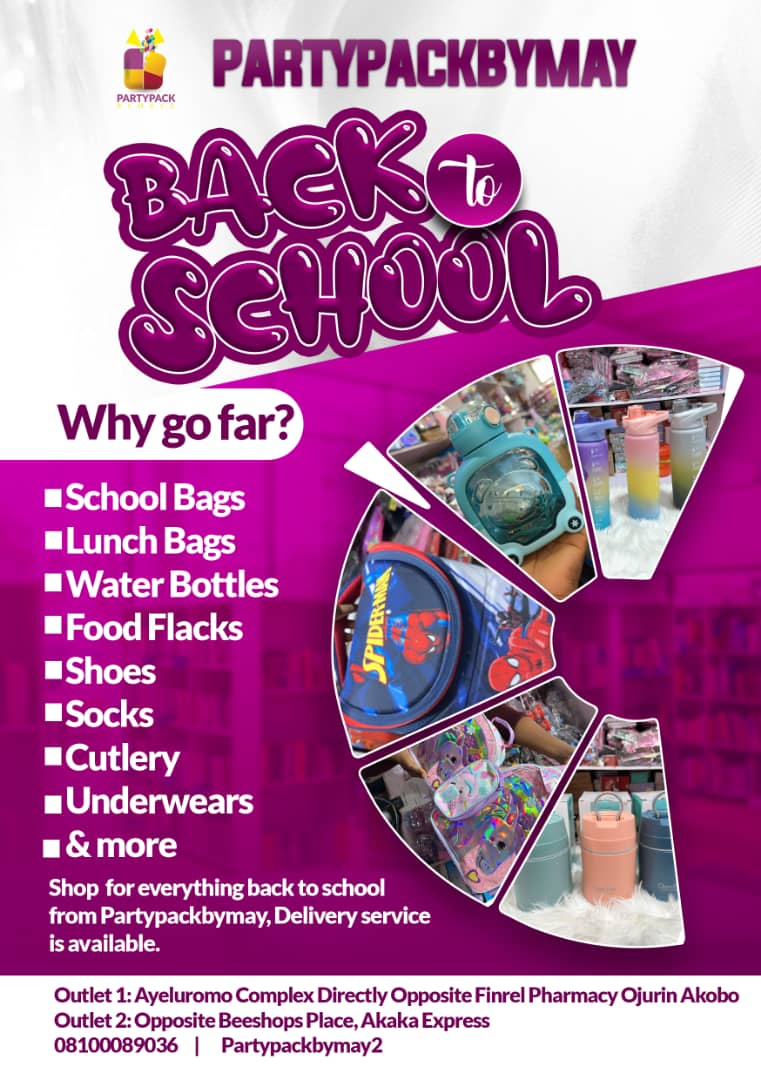 PARTYPACK
PARTYPACKBYMAY
BACK to
SCHOOL
Why go far?
School Bags
Lunch Bags
Water Bottles
Food Flacks
Shoes
Socks
Cutlery
Underwears
& more
SPIDER-MAN
Shop for everything back to school
from Partypackbymay, Delivery service
is available.
Outlet 1: Ayeluromo Complex Directly Opposite Finrel Pharmacy Ojurin Akobo
Outlet 2: Opposite Beeshops Place, Akaka Express
08100089036 | Partypackbymay2